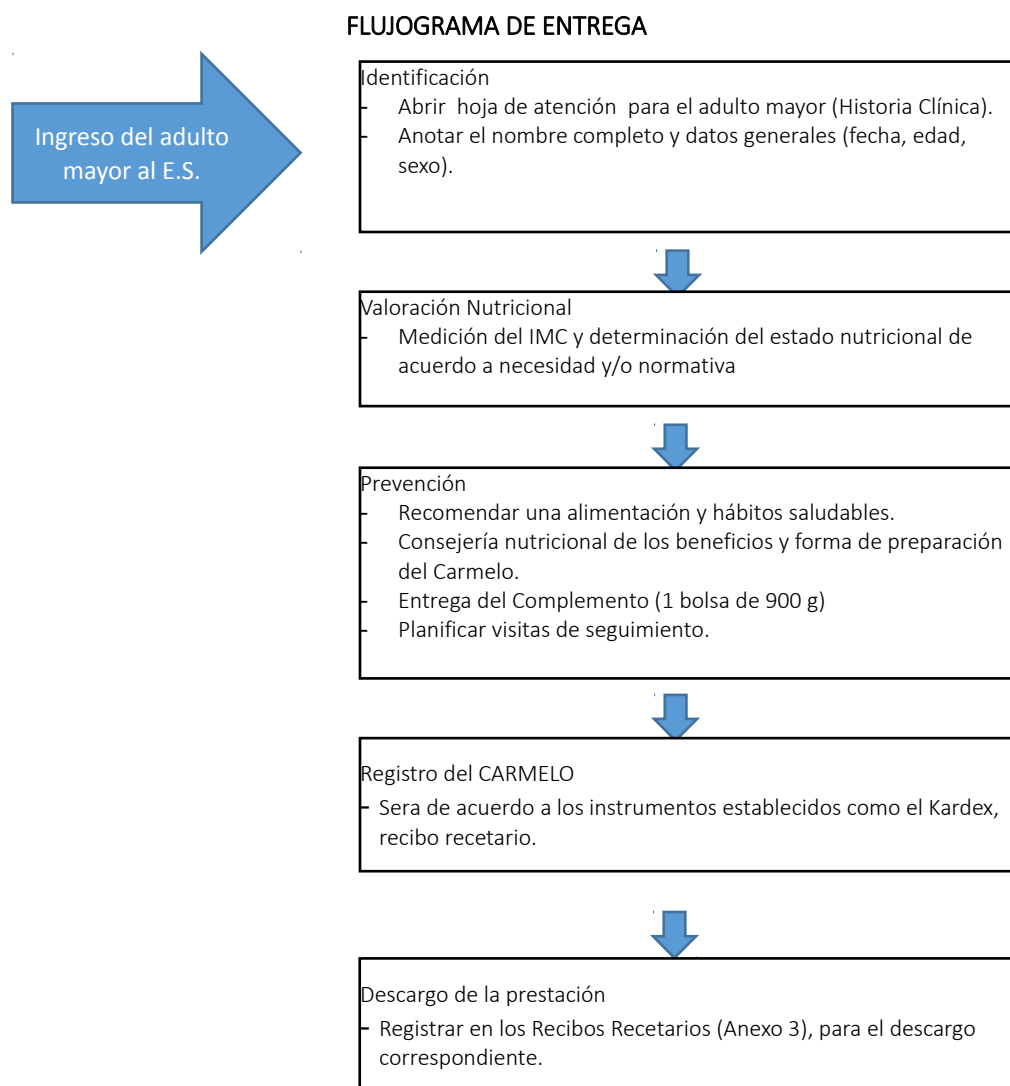 FLUJOGRAMA DE ENTREGA
Ingreso del adulto
mayor al E.S.
Identificación
- Abrir hoja de atención para el adulto mayor (Historia Clínica).
- Anotar el nombre completo y datos generales (fecha, edad,
sexo).
Valoración Nutricional
- Medición del IMC y determinación del estado nutricional de
acuerdo a necesidad y/o normativa
Prevención
- Recomendar una alimentación y hábitos saludables.
- Consejería nutricional de los beneficios y forma de preparación
del Carmelo.
- Entrega del Complemento (1 bolsa de 900 g)
- Planificar visitas de seguimiento.
Registro del CARMELO
- Sera de acuerdo a los instrumentos establecidos como el Kardex,
recibo recetario.
Descargo de la prestación
- Registrar en los Recibos Recetarios (Anexo 3), para el descargo
correspondiente.